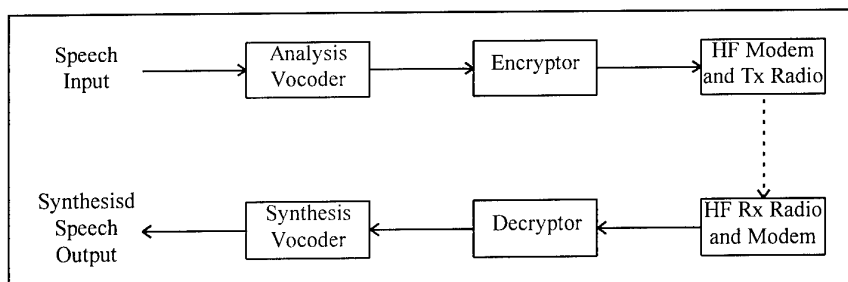 Speech
Input
Analysis
Vocoder
Encryptor
HF Modem
and Tx Radio
Synthesisd
Speech
Output
Synthesis
Vocoder
Decryptor
HF Rx Radio
and Modem